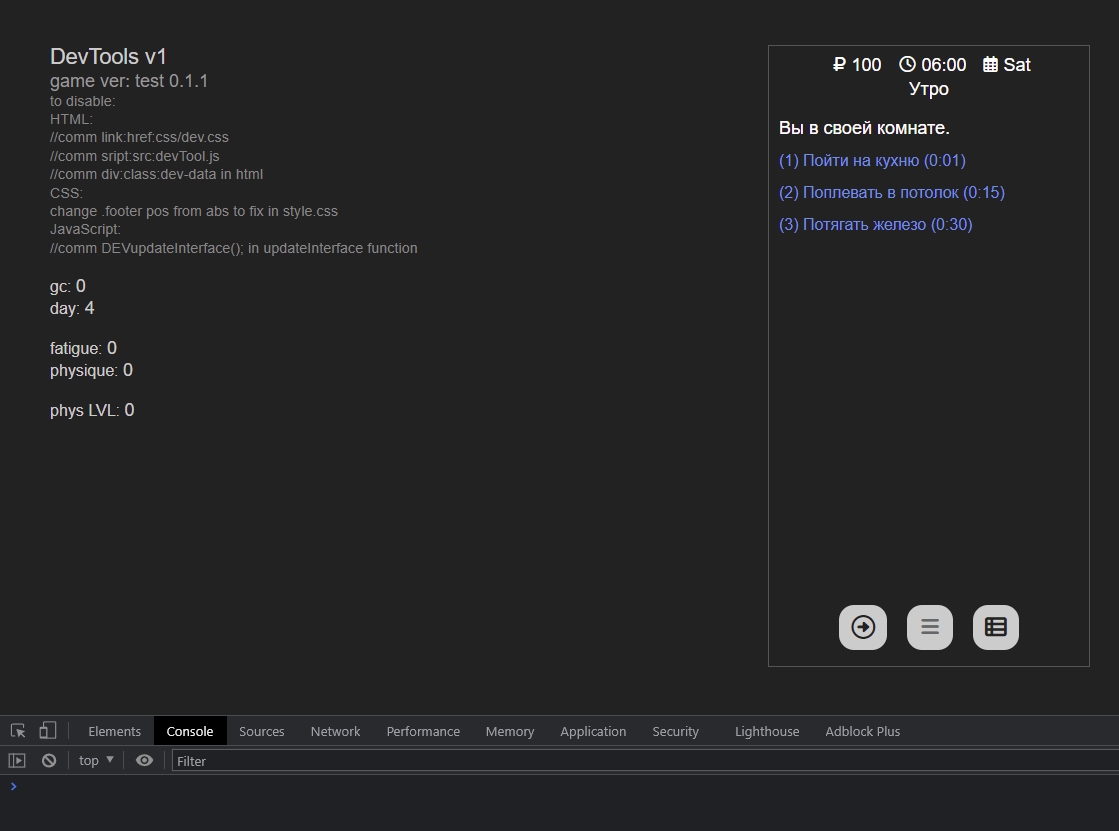 DevTools v1
game ver: test 0.1.1
to disable:
HTML:
//comm link:href:css/dev.css
//comm sript:src:devTool.js
//comm div:class:dev-data in html
CSS:
change .footer pos from abs to fix in style.css
JavaScript:
//comm DEVupdateInterface(); in updateInterface function
gc: 0
day: 4
fatigue: 0
physique: 0
phys LVL: 0
₽ 100 06:00 Sat
Утро
Вы в своей комнате.
(1) Пойти на кухню (0:01)
(2) Поплевать в потолок (0:15)
(3) Потягать железо (0:30)
Elements Console Sources Network Performance Memory Application Security Lighthouse Adblock Plus
top Filter